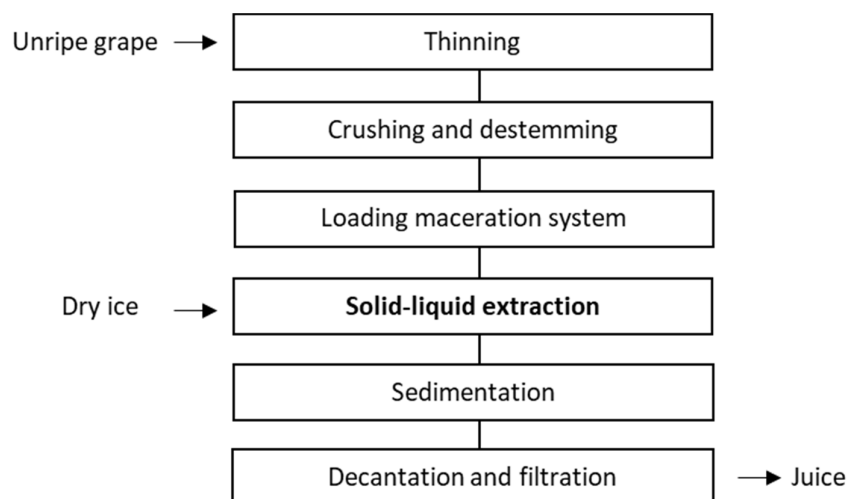 Unripe grape
Thinning
Crushing and destemming
Loading maceration system
Dry ice
Solid-liquid extraction
Sedimentation
Decantation and filtration
Juice